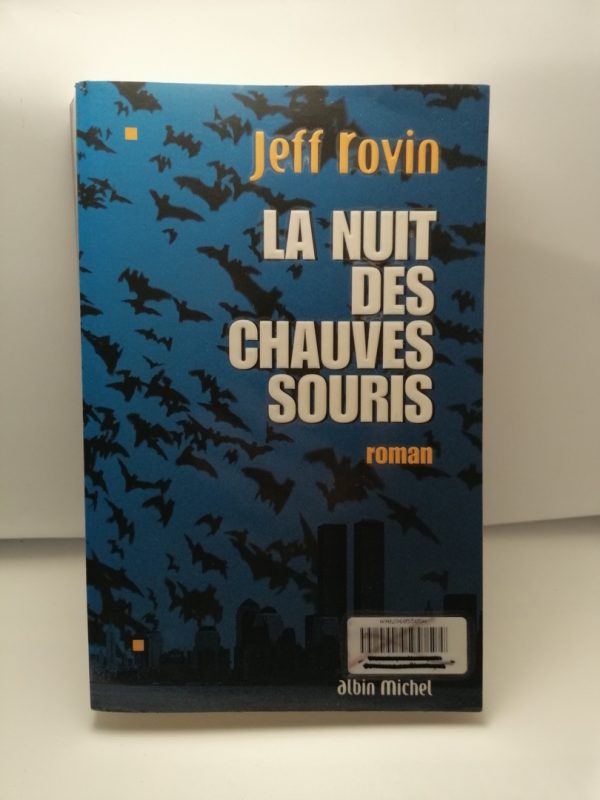 Jeff Rovin
LA NUIT
DES
CHAUVES
SOURIS
roman
albin michel